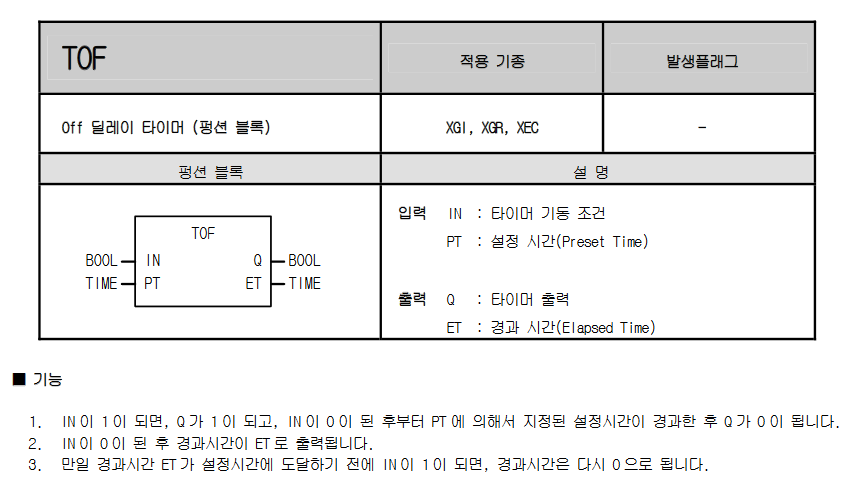 TOF 적용 기종 발생플래그
Off 딜레이 타이머 (펑션 블록) XGI, XGR, XEC -
펑션 블록 설 명
TOF
BOOL IN Q BOOL
TIME PT ET TIME
입력 IN : 타이머 기동 조건
PT : 설정 시간(Preset Time)
출력 Q : 타이머 출력
ET : 경과 시간(Elapsed Time)
■ 기능
1. IN이 1이 되면, Q가 1이 되고, IN이 0이 된 후부터 PT에 의해서 지정된 설정시간이 경과한 후 Q가 0이 됩니다.
2. IN이 0이 된 후 경과시간이 ET로 출력됩니다.
3. 만일 경과시간 ET가 설정시간에 도달하기 전에 IN이 1이 되면, 경과시간은 다시 0으로 됩니다.